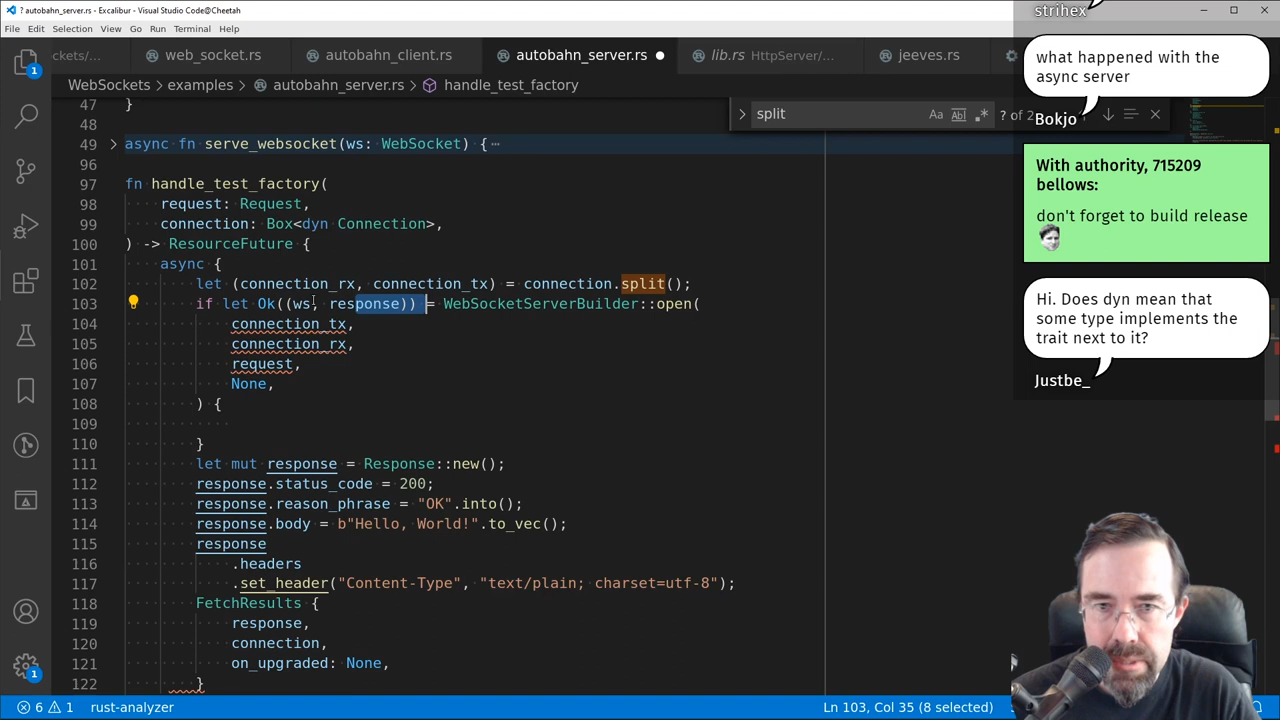 ? autobahn_server.rs - Excalibur - Visual Studio Code@Cheetah
File Edit Selection View Go Run Terminal Help
ckets/... web_socket.rs autobahn_client.rs autobahn_server.rs lib.rs HttpServer/... jeeves.rs
WebSockets > examples > autobahn_server.rs > handle_test_factory
split Aa Abl .* ? of 2
47 }
48
49 async fn serve_websocket(ws: WebSocket) {⋯
96
97 fn handle_test_factory(
98 request: Request,
99 connection: Box<dyn Connection>,
100 ) -> ResourceFuture {
101 async {
102 let (connection_rx, connection_tx) = connection.split();
103 if let Ok((ws, response)) = WebSocketServerBuilder::open(
104 connection_tx,
105 connection_rx,
106 request,
107 None,
108 ) {
109
110 }
111 let mut response = Response::new();
112 response.status_code = 200;
113 response.reason_phrase = "OK".into();
114 response.body = b"Hello, World!".to_vec();
115 response
116 .headers
117 .set_header("Content-Type", "text/plain; charset=utf-8");
118 FetchResults {
119 response,
120 connection,
121 on_upgraded: None,
122 }
strihex
what happened with the
async server
Bokjo
With authority, 715209
bellows:
don't forget to build release
Hi. Does dyn mean that
some type implements the
trait next to it?
Justbe_
1
1
6 1 rust-analyzer Ln 103, Col 35 (8 selected)